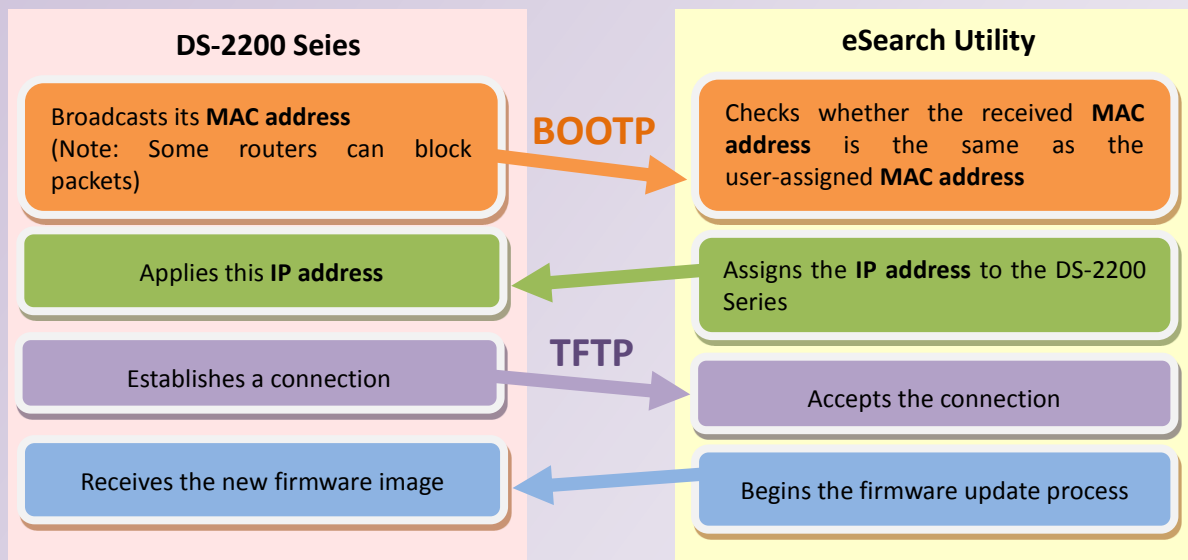 DS-2200 Seies
eSearch Utility
Broadcasts its MAC address
(Note: Some routers can block
packets)
BOOTP
Checks whether the received MAC
address is the same as the
user-assigned MAC address
Applies this IP address
Assigns the IP address to the DS-2200
Series
TFTP
Establishes a connection
Accepts the connection
Receives the new firmware image
Begins the firmware update process